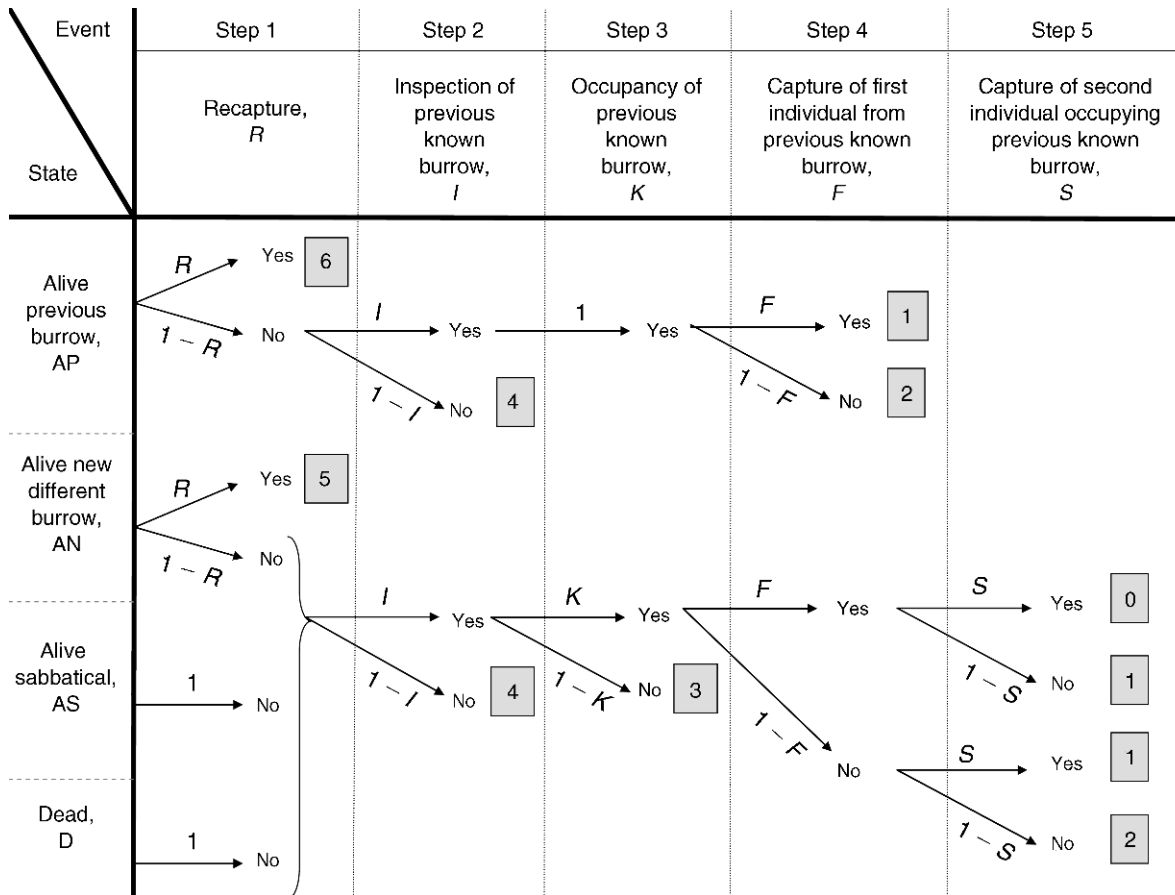 Event
State
Step 1
Step 2
Step 3
Step 4
Step 5
Recapture,
R
Inspection of
previous
known
burrow,
I
Occupancy of
previous
known
burrow,
K
Capture of first
individual from
previous known
burrow,
F
Capture of second
individual occupying
previous known
burrow,
S
Alive
previous
burrow,
AP
R
Yes
6
1 – R
No
I
Yes
1
Yes
F
Yes
1
1 – I
No
4
1 – F
No
2
Alive new
different
burrow,
AN
R
Yes
5
1 – R
No
Alive
sabbatical,
AS
1
No
I
Yes
K
Yes
F
Yes
S
Yes
0
1 – I
No
4
1 – K
No
3
1 – S
No
1
1 – F
No
S
Yes
1
1 – S
No
2
Dead,
D
1
No